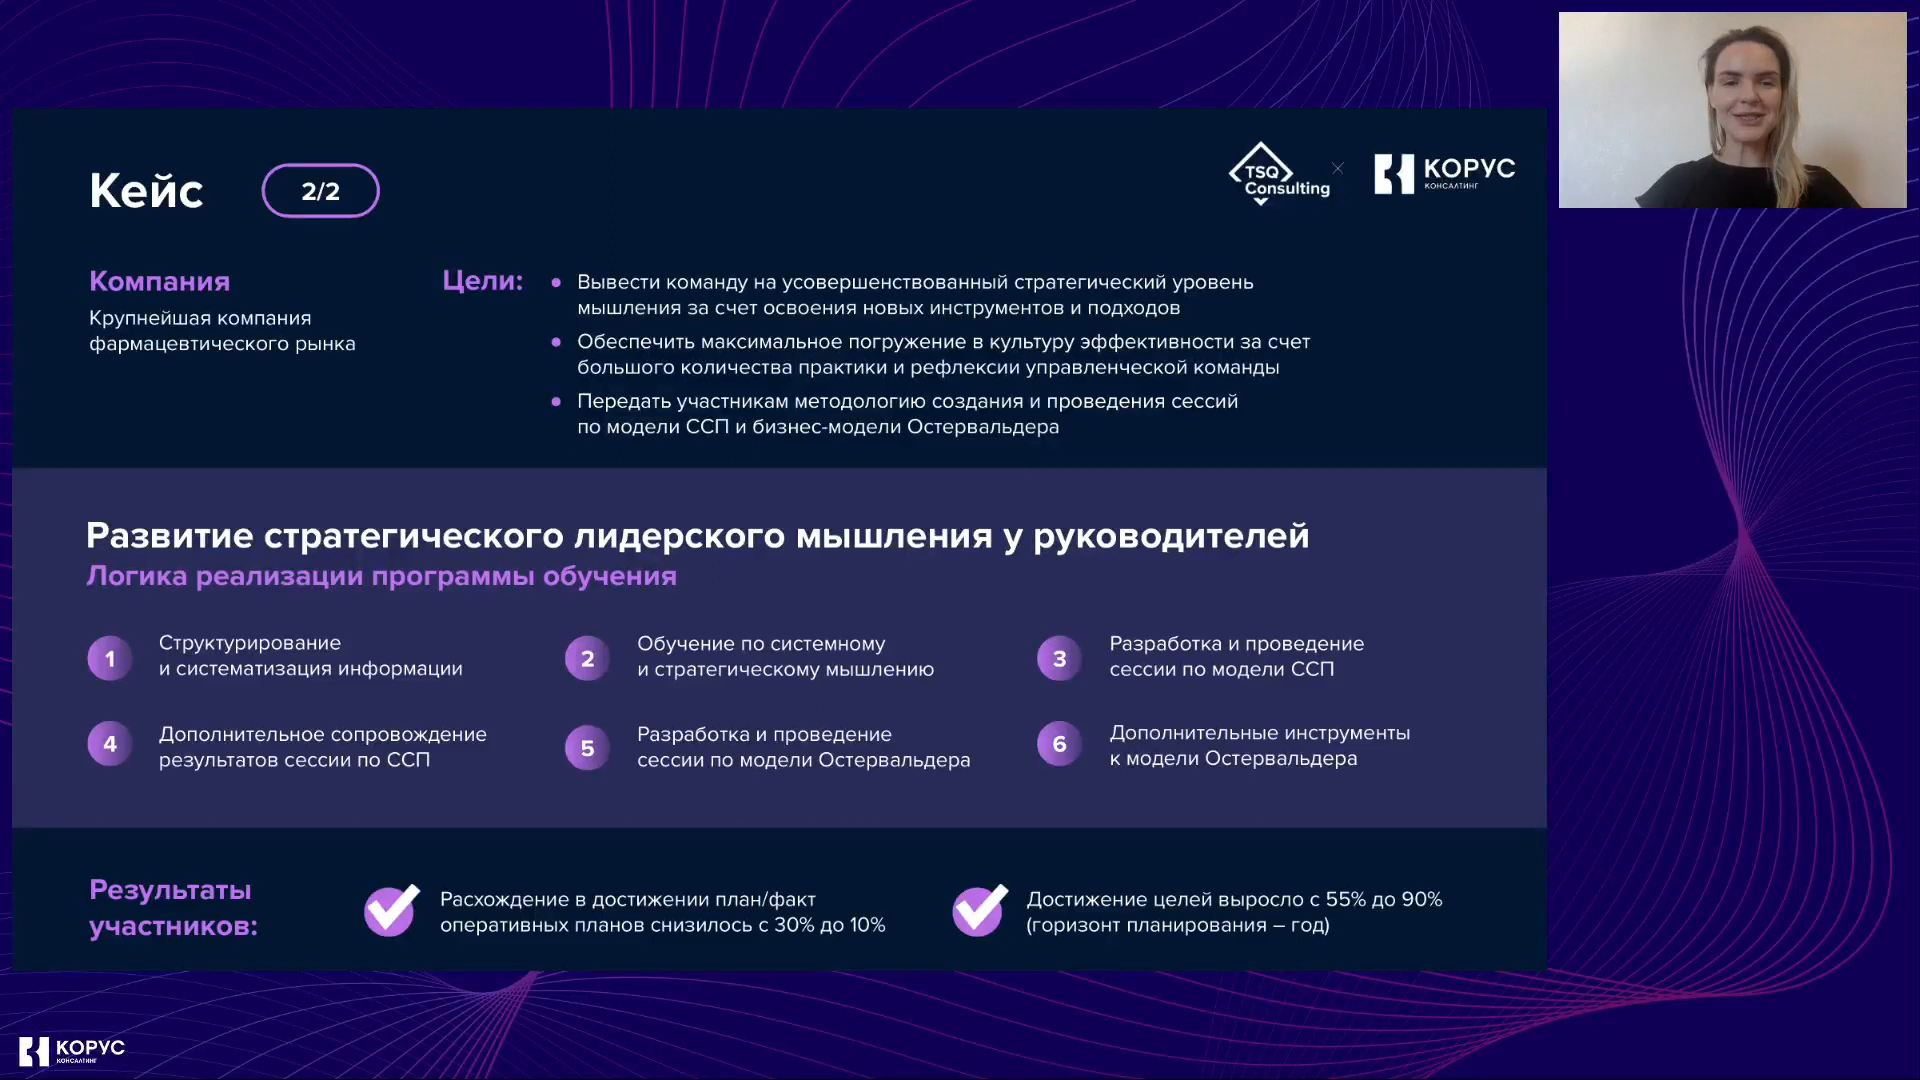 Кейс
2/2
TSQ
Consulting
×
КОРУС
КОНСАЛТИНГ
Компания
Крупнейшая компания
фармацевтического рынка
Цели:
• Вывести команду на усовершенствованный стратегический уровень
мышления за счет освоения новых инструментов и подходов
• Обеспечить максимальное погружение в культуру эффективности за счет
большого количества практики и рефлексии управленческой команды
• Передать участникам методологию создания и проведения сессий
по модели ССП и бизнес-модели Остервальдера
Развитие стратегического лидерского мышления у руководителей
Логика реализации программы обучения
1
Структурирование
и систематизация информации
2
Обучение по системному
и стратегическому мышлению
3
Разработка и проведение
сессии по модели ССП
4
Дополнительное сопровождение
результатов сессии по ССП
5
Разработка и проведение
сессии по модели Остервальдера
6
Дополнительные инструменты
к модели Остервальдера
Результаты
участников:
Расхождение в достижении план/факт
оперативных планов снизилось с 30% до 10%
Достижение целей выросло с 55% до 90%
(горизонт планирования – год)
КОРУС
КОНСАЛТИНГ